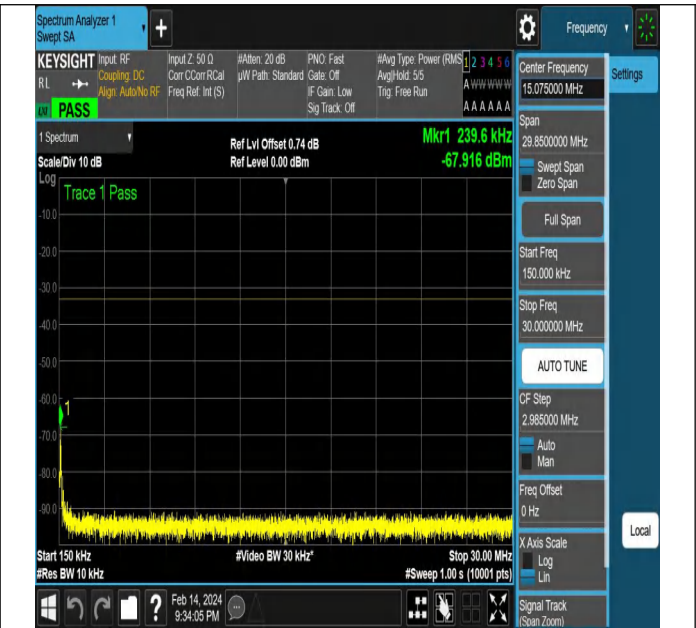 Spectrum Analyzer 1
Swept SA
+
Frequency
KEYSIGHT
RL
PASS
Input: RF
Coupling: DC
Align: Auto/No RF
Input Z: 50 Ω
Corr CCorr RCal
Freq Ref: Int (S)
#Atten: 20 dB
µW Path: Standard
PNO: Fast
Gate: Off
IF Gain: Low
Sig Track: Off
#Avg Type: Power (RMS
Avg|Hold: 5/5
Trig: Free Run
1 2 3 4 5 6
A W W W W W
A A A A A A
1 Spectrum
Scale/Div 10 dB
Ref Lvl Offset 0.74 dB
Ref Level 0.00 dBm
Mkr1 239.6 kHz
-67.916 dBm
Log
Trace 1 Pass
-10.0
-20.0
-40.0
-50.0
-60.0
1
-70.0
-80.0
-90.0
Start 150 kHz
#Video BW 30 kHz*
Stop 30.00 MHz
#Res BW 10 kHz
#Sweep 1.00 s (10001 pts)
?
Feb 14, 2024
9:34:05 PM
Center Frequency
15.075000 MHz
Settings
Span
29.8500000 MHz
Swept Span
Zero Span
Full Span
Start Freq
150.000 kHz
Stop Freq
30.000000 MHz
AUTO TUNE
CF Step
2.985000 MHz
Auto
Man
Freq Offset
0 Hz
Local
X Axis Scale
Log
Lin
Signal Track
(Span Zoom)